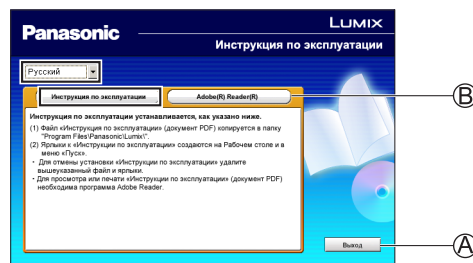 LUMIX
Panasonic
Инструкция по эксплуатации
Русский
Инструкция по эксплуатации
Adobe(R) Reader(R)
B
Инструкция по эксплуатации устанавливается, как указано ниже.
(1) Файл «Инструкция по эксплуатации» (документ PDF) копируется в папку
"Program Files\Panasonic\Lumix\".
(2) Ярлыки к «Инструкции по эксплуатации» создаются на Рабочем столе и в
меню «Пуск».
• Для отмены установки «Инструкции по эксплуатации» удалите
вышеуказанный файл и ярлыки.
• Для просмотра или печати «Инструкции по эксплуатации» (документ PDF)
необходима программа Adobe Reader.
Выход
A